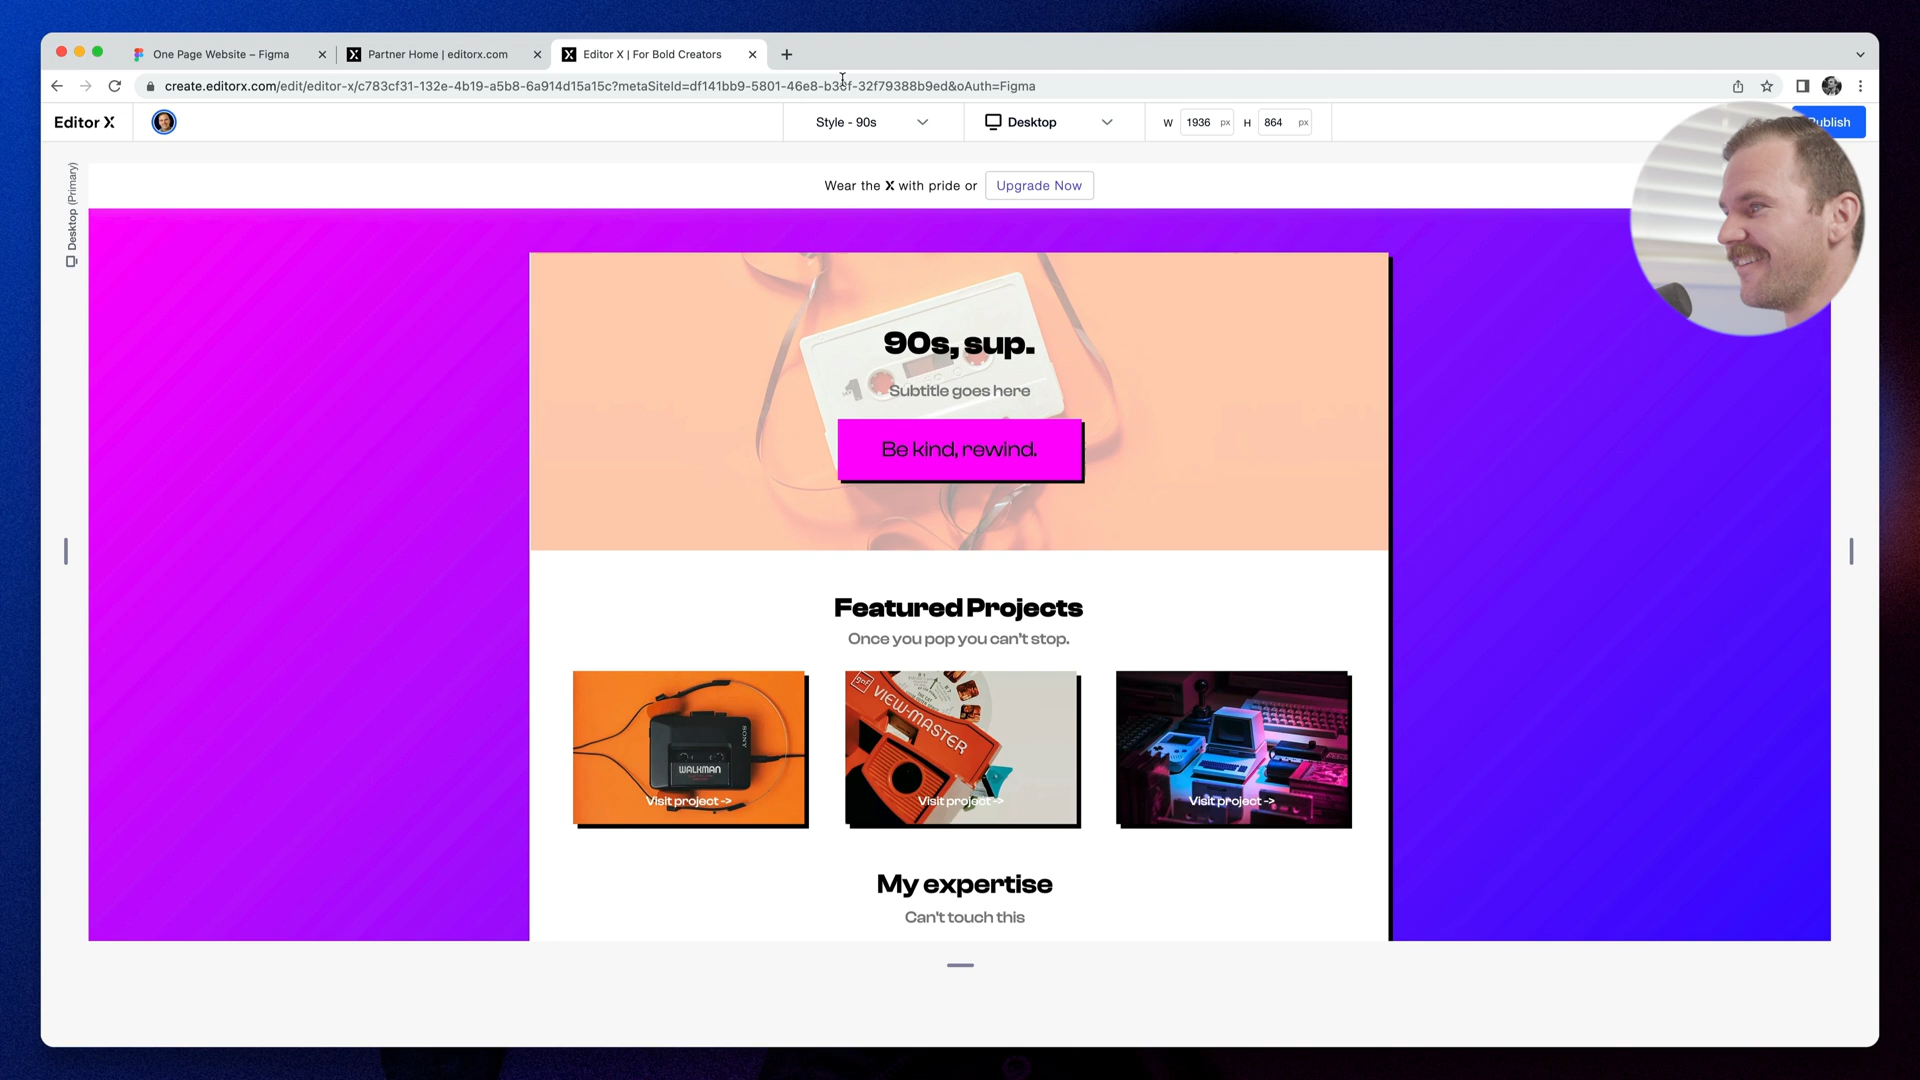 One Page Website – Figma
Partner Home | editorx.com
Editor X | For Bold Creators
create.editorx.com/edit/editor-x/c783cf31-132e-4b19-a5b8-6a914d15a15c?metaSiteId=df141bb9-5801-46e8-b36f-32f79388b9ed&oAuth=Figma
Editor X
Style - 90s
Desktop
W 1936 px H 864 px
Publish
Desktop (Primary)
Wear the X with pride or Upgrade Now
90s, sup.
1
Subtitle goes here
Be kind, rewind.
Featured Projects
Once you pop you can't stop.
SONY
WALKMAN
Visit project ->
gaf
VIEW-MASTER
Visit project ->
Visit project ->
My expertise
Can't touch this